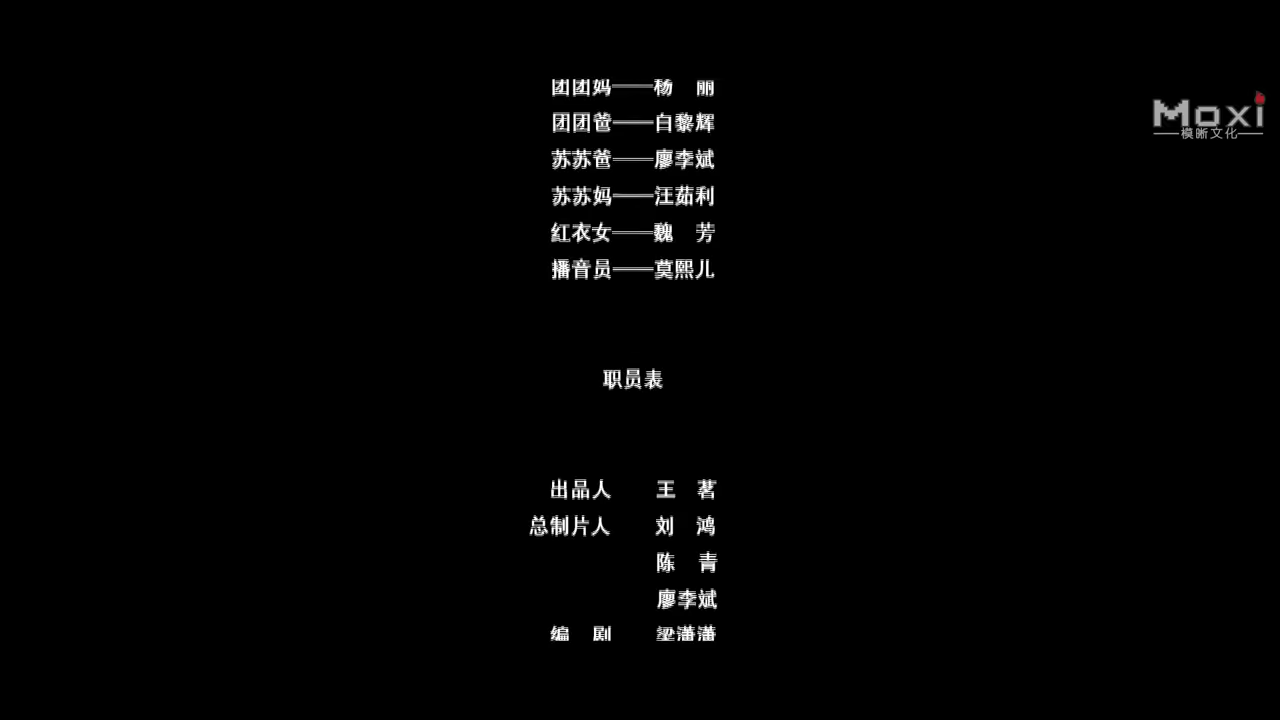 团团妈——杨 丽
团团爸——白黎辉
苏苏爸——廖李斌
苏苏妈——汪茹利
红衣女——魏 芳
播音员——莫熙儿
Moxi
模晰文化
职员表
出品人 王 茗
总制片人 刘 鸿
陈 青
廖李斌
编 剧 梁潇潇